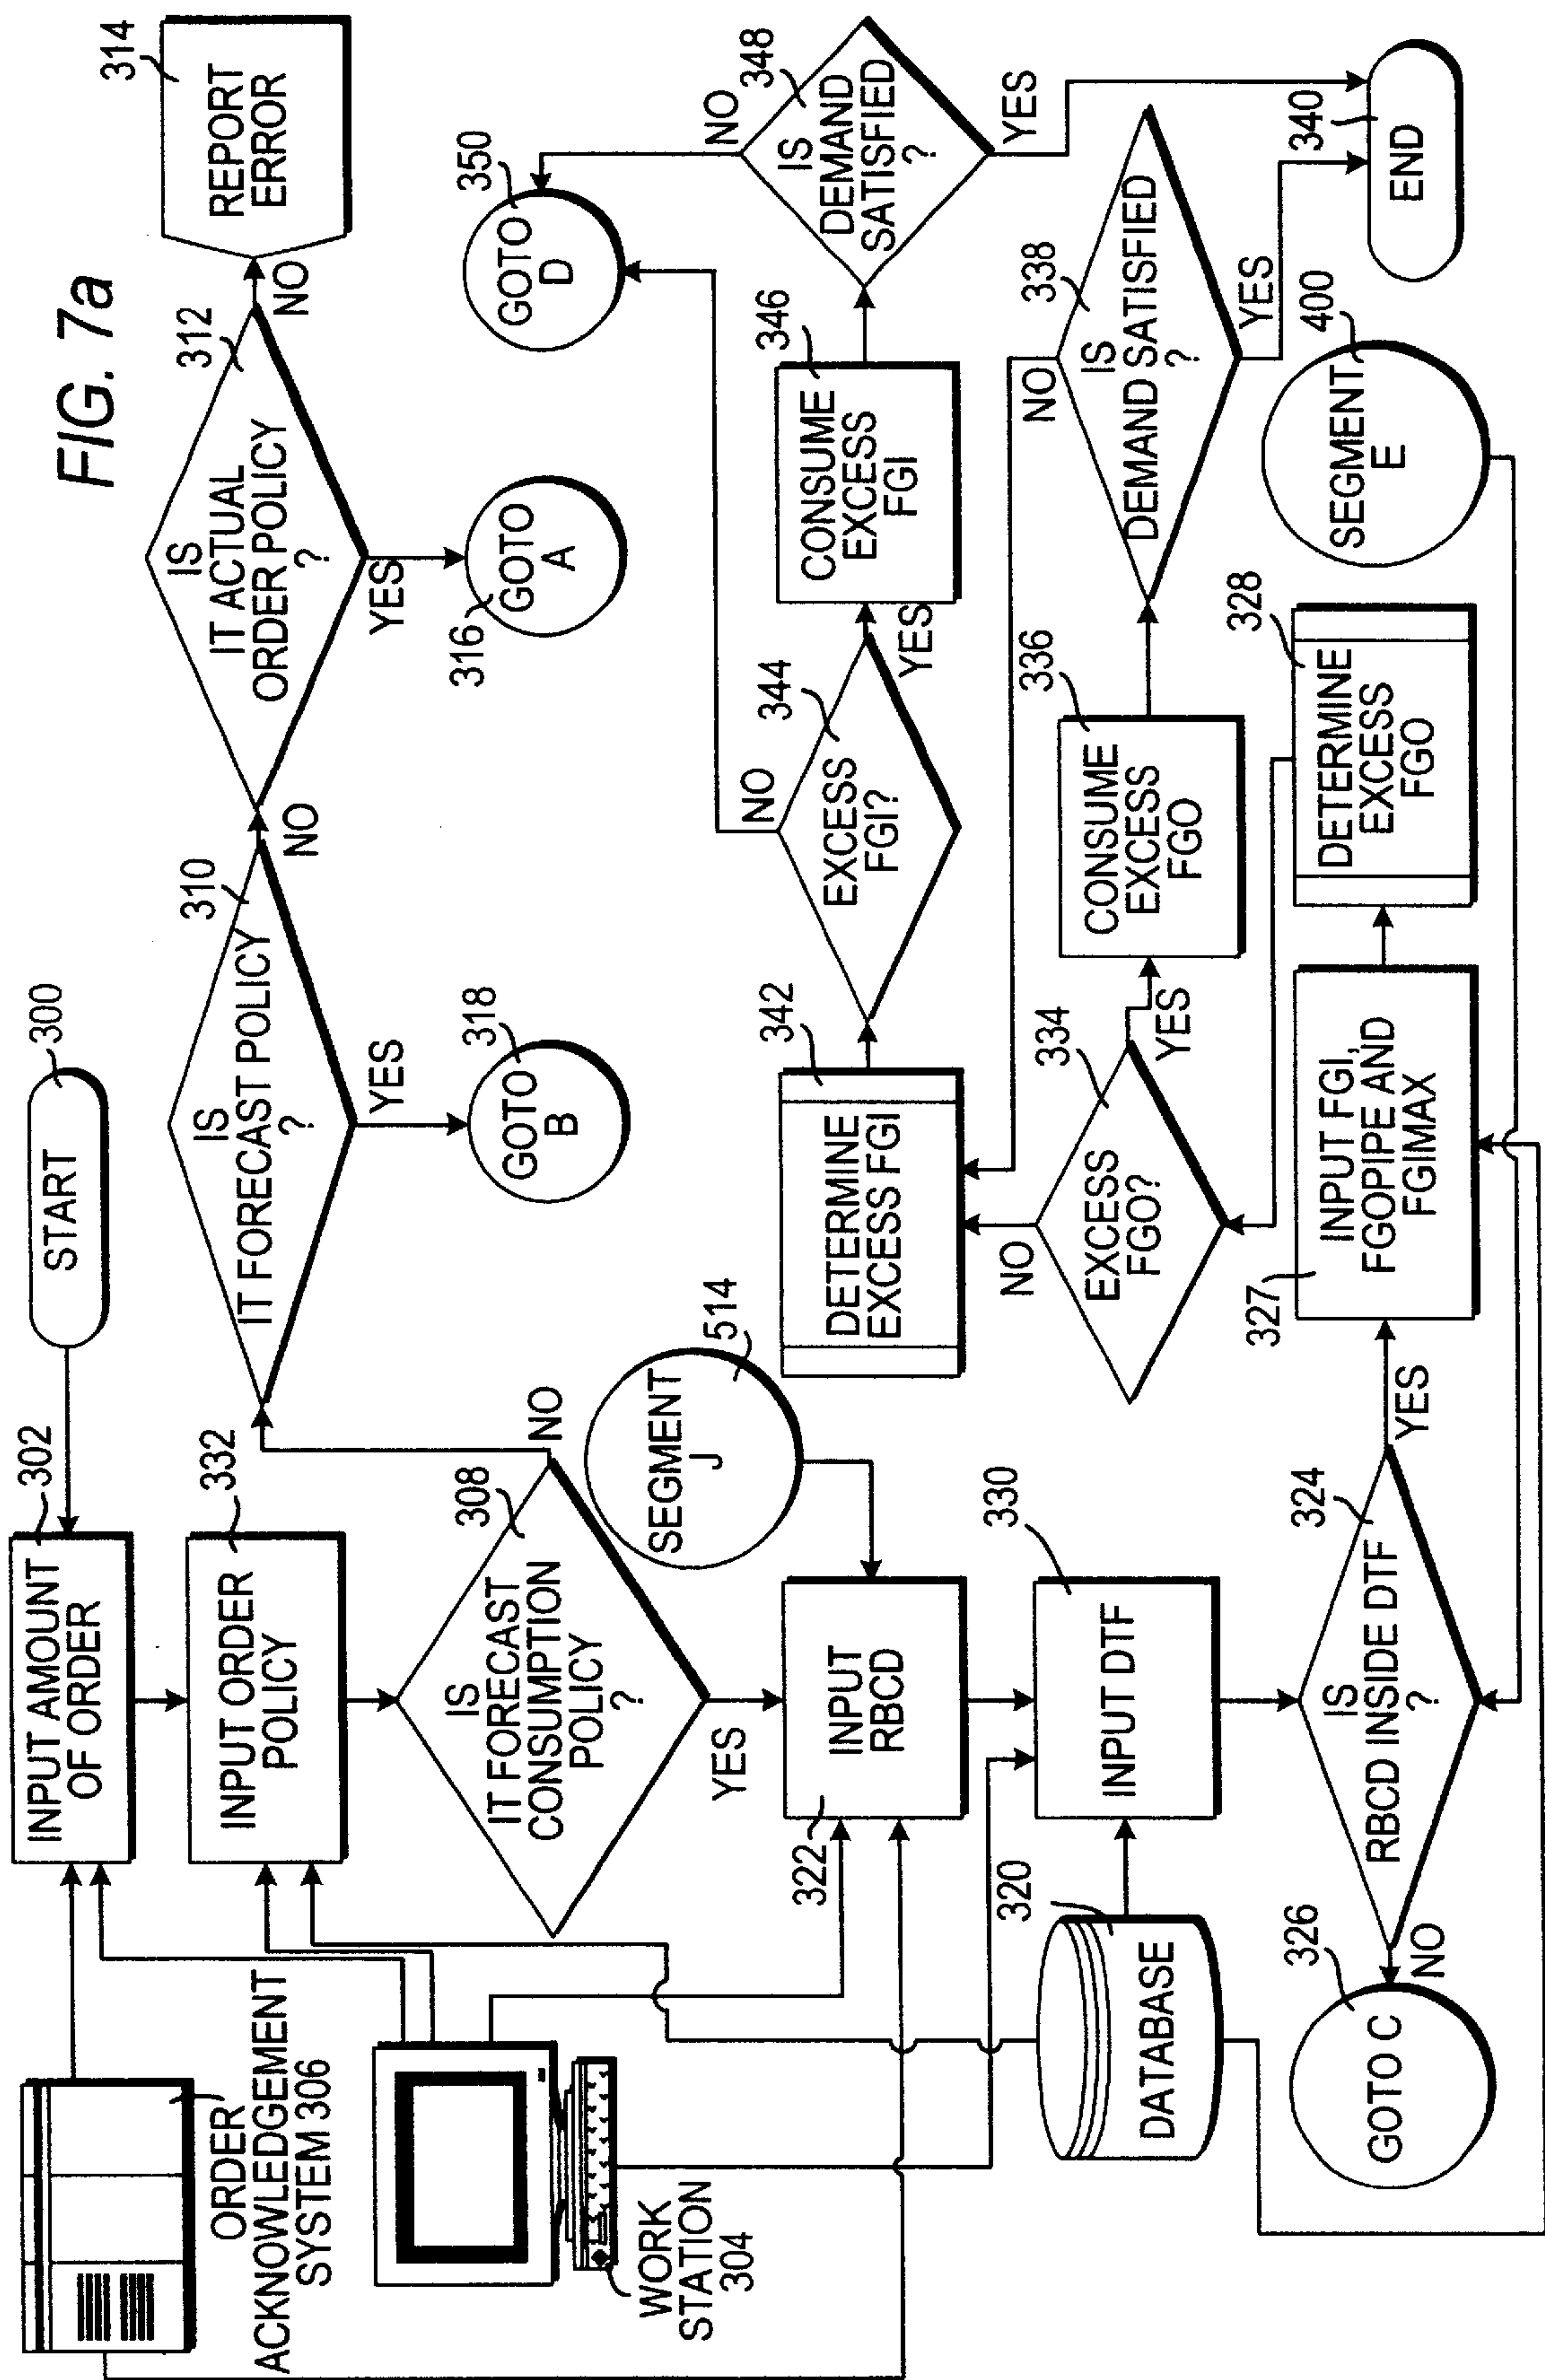 FIG. 7a
START
300
INPUT AMOUNT
OF ORDER
302
INPUT ORDER
POLICY
332
IS
IT FORECAST
CONSUMPTION
POLICY
?
308
NO
YES
IS
IT FORECAST POLICY
?
310
NO
YES
GOTO
B
318
IS
IT ACTUAL
ORDER POLICY
?
312
NO
YES
GOTO
A
316
REPORT
ERROR
314
ORDER
ACKNOWLEDGEMENT
SYSTEM 306
WORK
STATION
304
SEGMENT
J
514
INPUT
RBCD
322
INPUT DTF
330
DATABASE
320
IS
RBCD INSIDE DTF
?
324
NO
YES
GOTO C
326
INPUT FGI,
FGOPIPE AND
FGIMAX
327
DETERMINE
EXCESS
FGO
328
SEGMENT
E
400
EXCESS
FGO?
334
NO
YES
CONSUME
EXCESS
FGO
336
IS
DEMAND SATISFIED
?
338
NO
YES
END
340
DETERMINE
EXCESS FGI
342
EXCESS
FGI?
344
NO
YES
CONSUME
EXCESS
FGI
346
IS
DEMAND
SATISFIED
?
348
NO
YES
GOTO
D
350